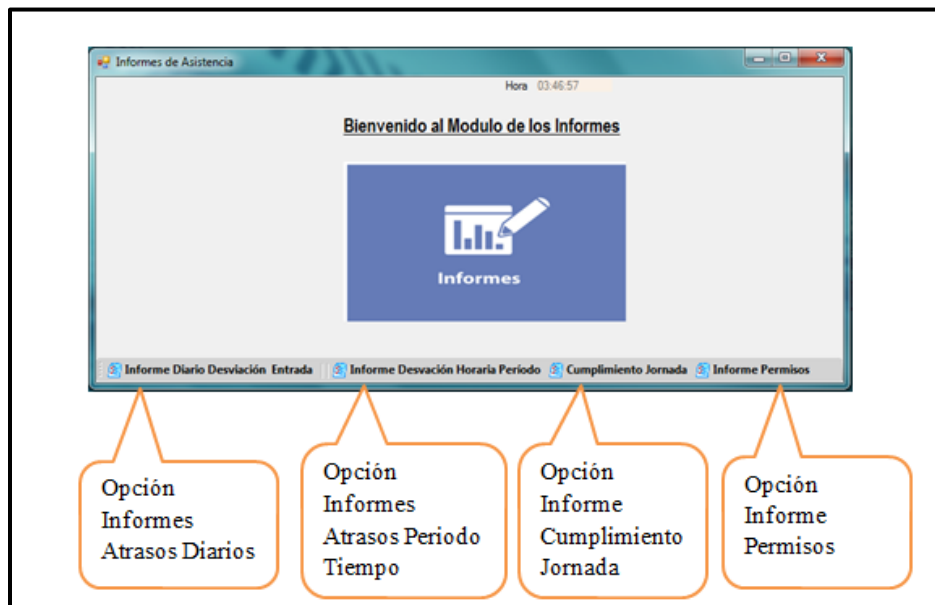 Informes de Asistencia
Hora 03:46:57
Bienvenido al Modulo de los Informes
Informes
Informe Diario Desviación Entrada Informe Desvación Horaria Período Cumplimiento Jornada Informe Permisos
Opción
Informes
Atrasos Diarios
Opción
Informes
Atrasos Periodo
Tiempo
Opción
Informe
Cumplimiento
Jornada
Opción
Informe
Permisos